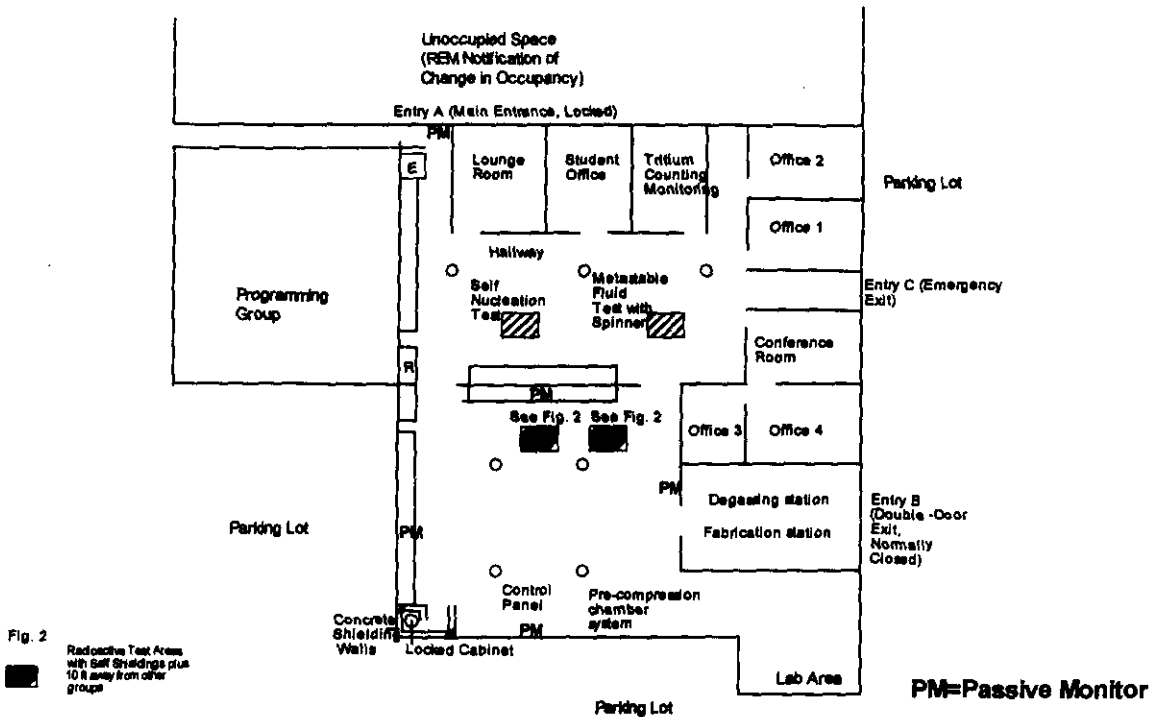 Unoccupied Space
(REM Notification of
Change in Occupancy)
Entry A (Main Entrance, Locked)
PM
E
Lounge
Room
Student
Office
Tritium
Counting
Monitoring
Office 2
Parking Lot
Office 1
Hallway
Self
Nucleation
Test
Metastable
Fluid
Test with
Spinner
Entry C (Emergency
Exit)
Programming
Group
Conference
Room
R
PM
See Fig. 2
See Fig. 2
Office 3
Office 4
PM
Degassing station
Fabrication station
Entry B
(Double -Door
Exit,
Normally
Closed)
Parking Lot
PM
Control
Panel
Pre-compression
chamber
system
Concrete
Shielding
Walls
Locked Cabinet
PM
Fig. 2
Radioactive Test Areas
with Self Shieldings plus
10 ft away from other
groups
Lab Area
PM=Passive Monitor
Parking Lot